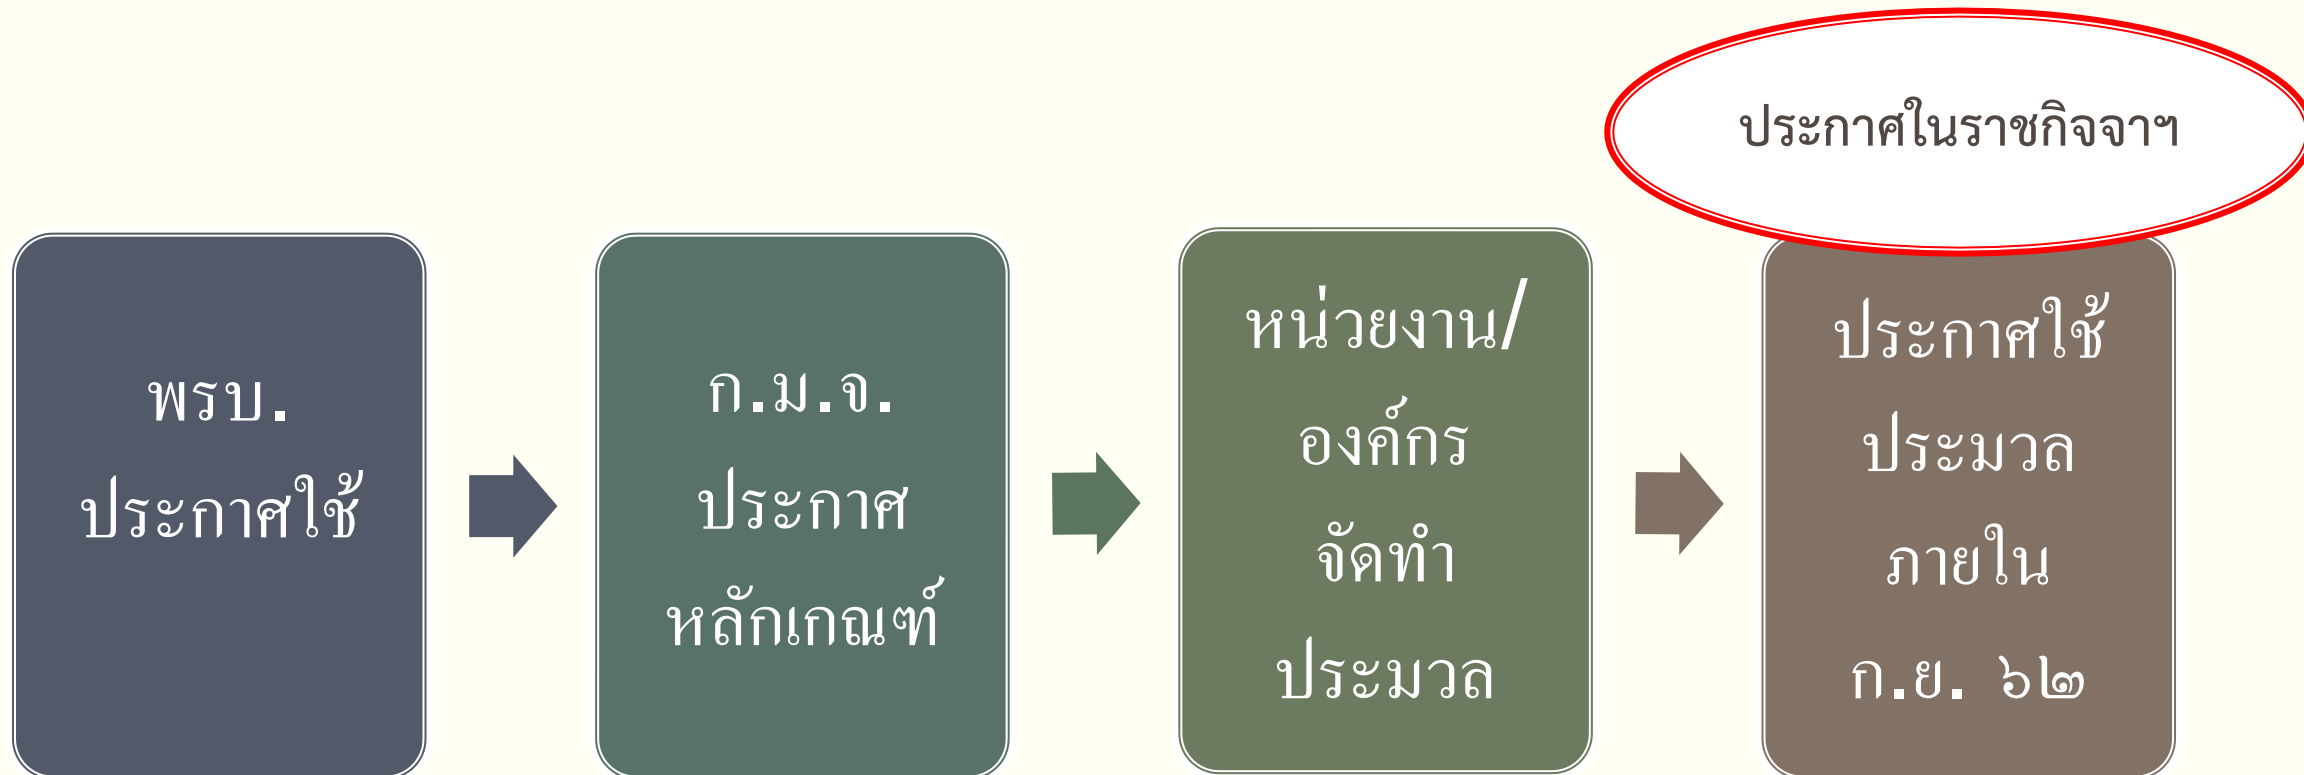 ประกาศในราชกิจจาฯ
พรบ.
ประกาศใช้
ก.ม.จ.
ประกาศ
หลักเกณฑ์
หน่วยงาน/
องค์กร
จัดทำ
ประมวล
ประกาศใช้
ประมวล
ภายใน
ก.ย. ๖๒